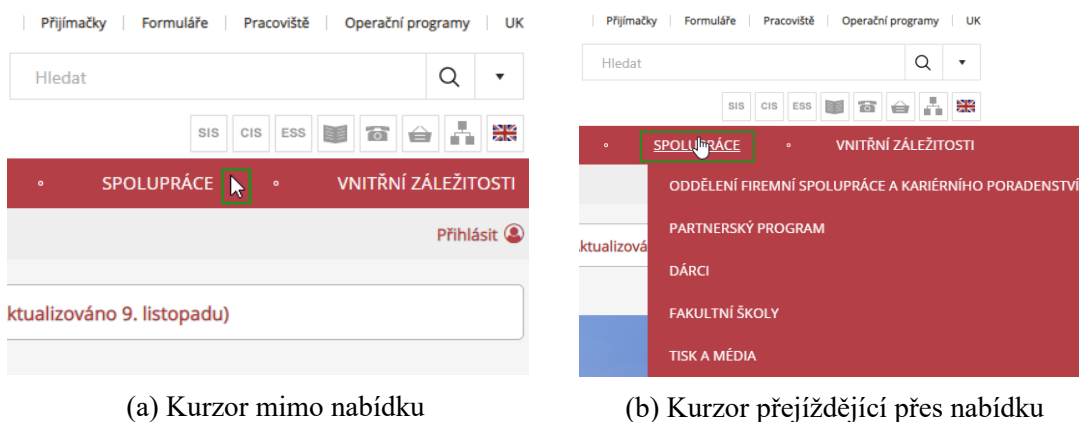 Přijímačky Formuláře Pracoviště Operační programy UK
Hledat
SIS CIS ESS
SPOLUPRÁCE VNITŘNÍ ZÁLEŽITOSTI
Přihlásit
ktualizováno 9. listopadu)
(a) Kurzor mimo nabídku
Přijímačky Formuláře Pracoviště Operační programy UK
Hledat
SIS CIS ESS
SPOLUPRÁCE VNITŘNÍ ZÁLEŽITOSTI
ODDĚLENÍ FIREMNÍ SPOLUPRÁCE A KARIÉRNÍHO PORADENSTVÍ
PARTNERSKÝ PROGRAM
ktualizová
DÁRCI
FAKULTNÍ ŠKOLY
TISK A MÉDIA
(b) Kurzor přejíždějící přes nabídku